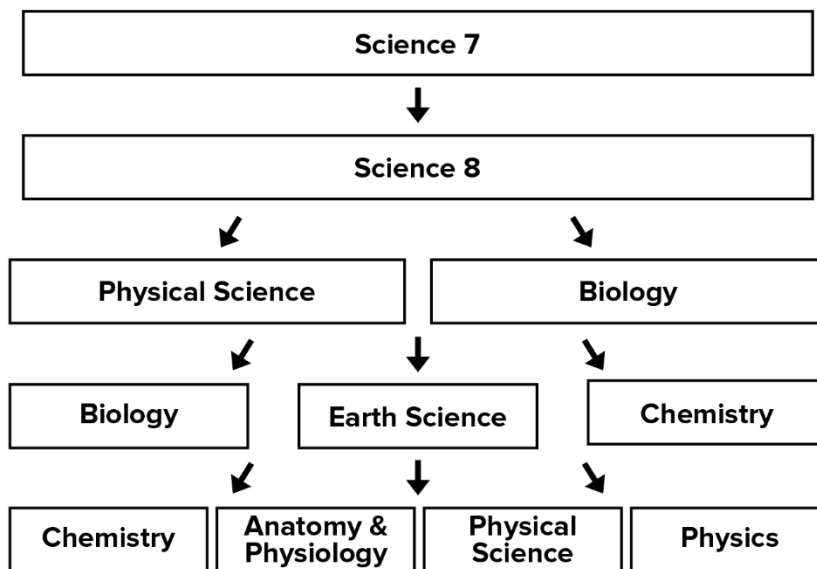 Science 7
Science 8
Physical Science
Biology
Biology
Earth Science
Chemistry
Chemistry
Anatomy &
Physiology
Physical
Science
Physics